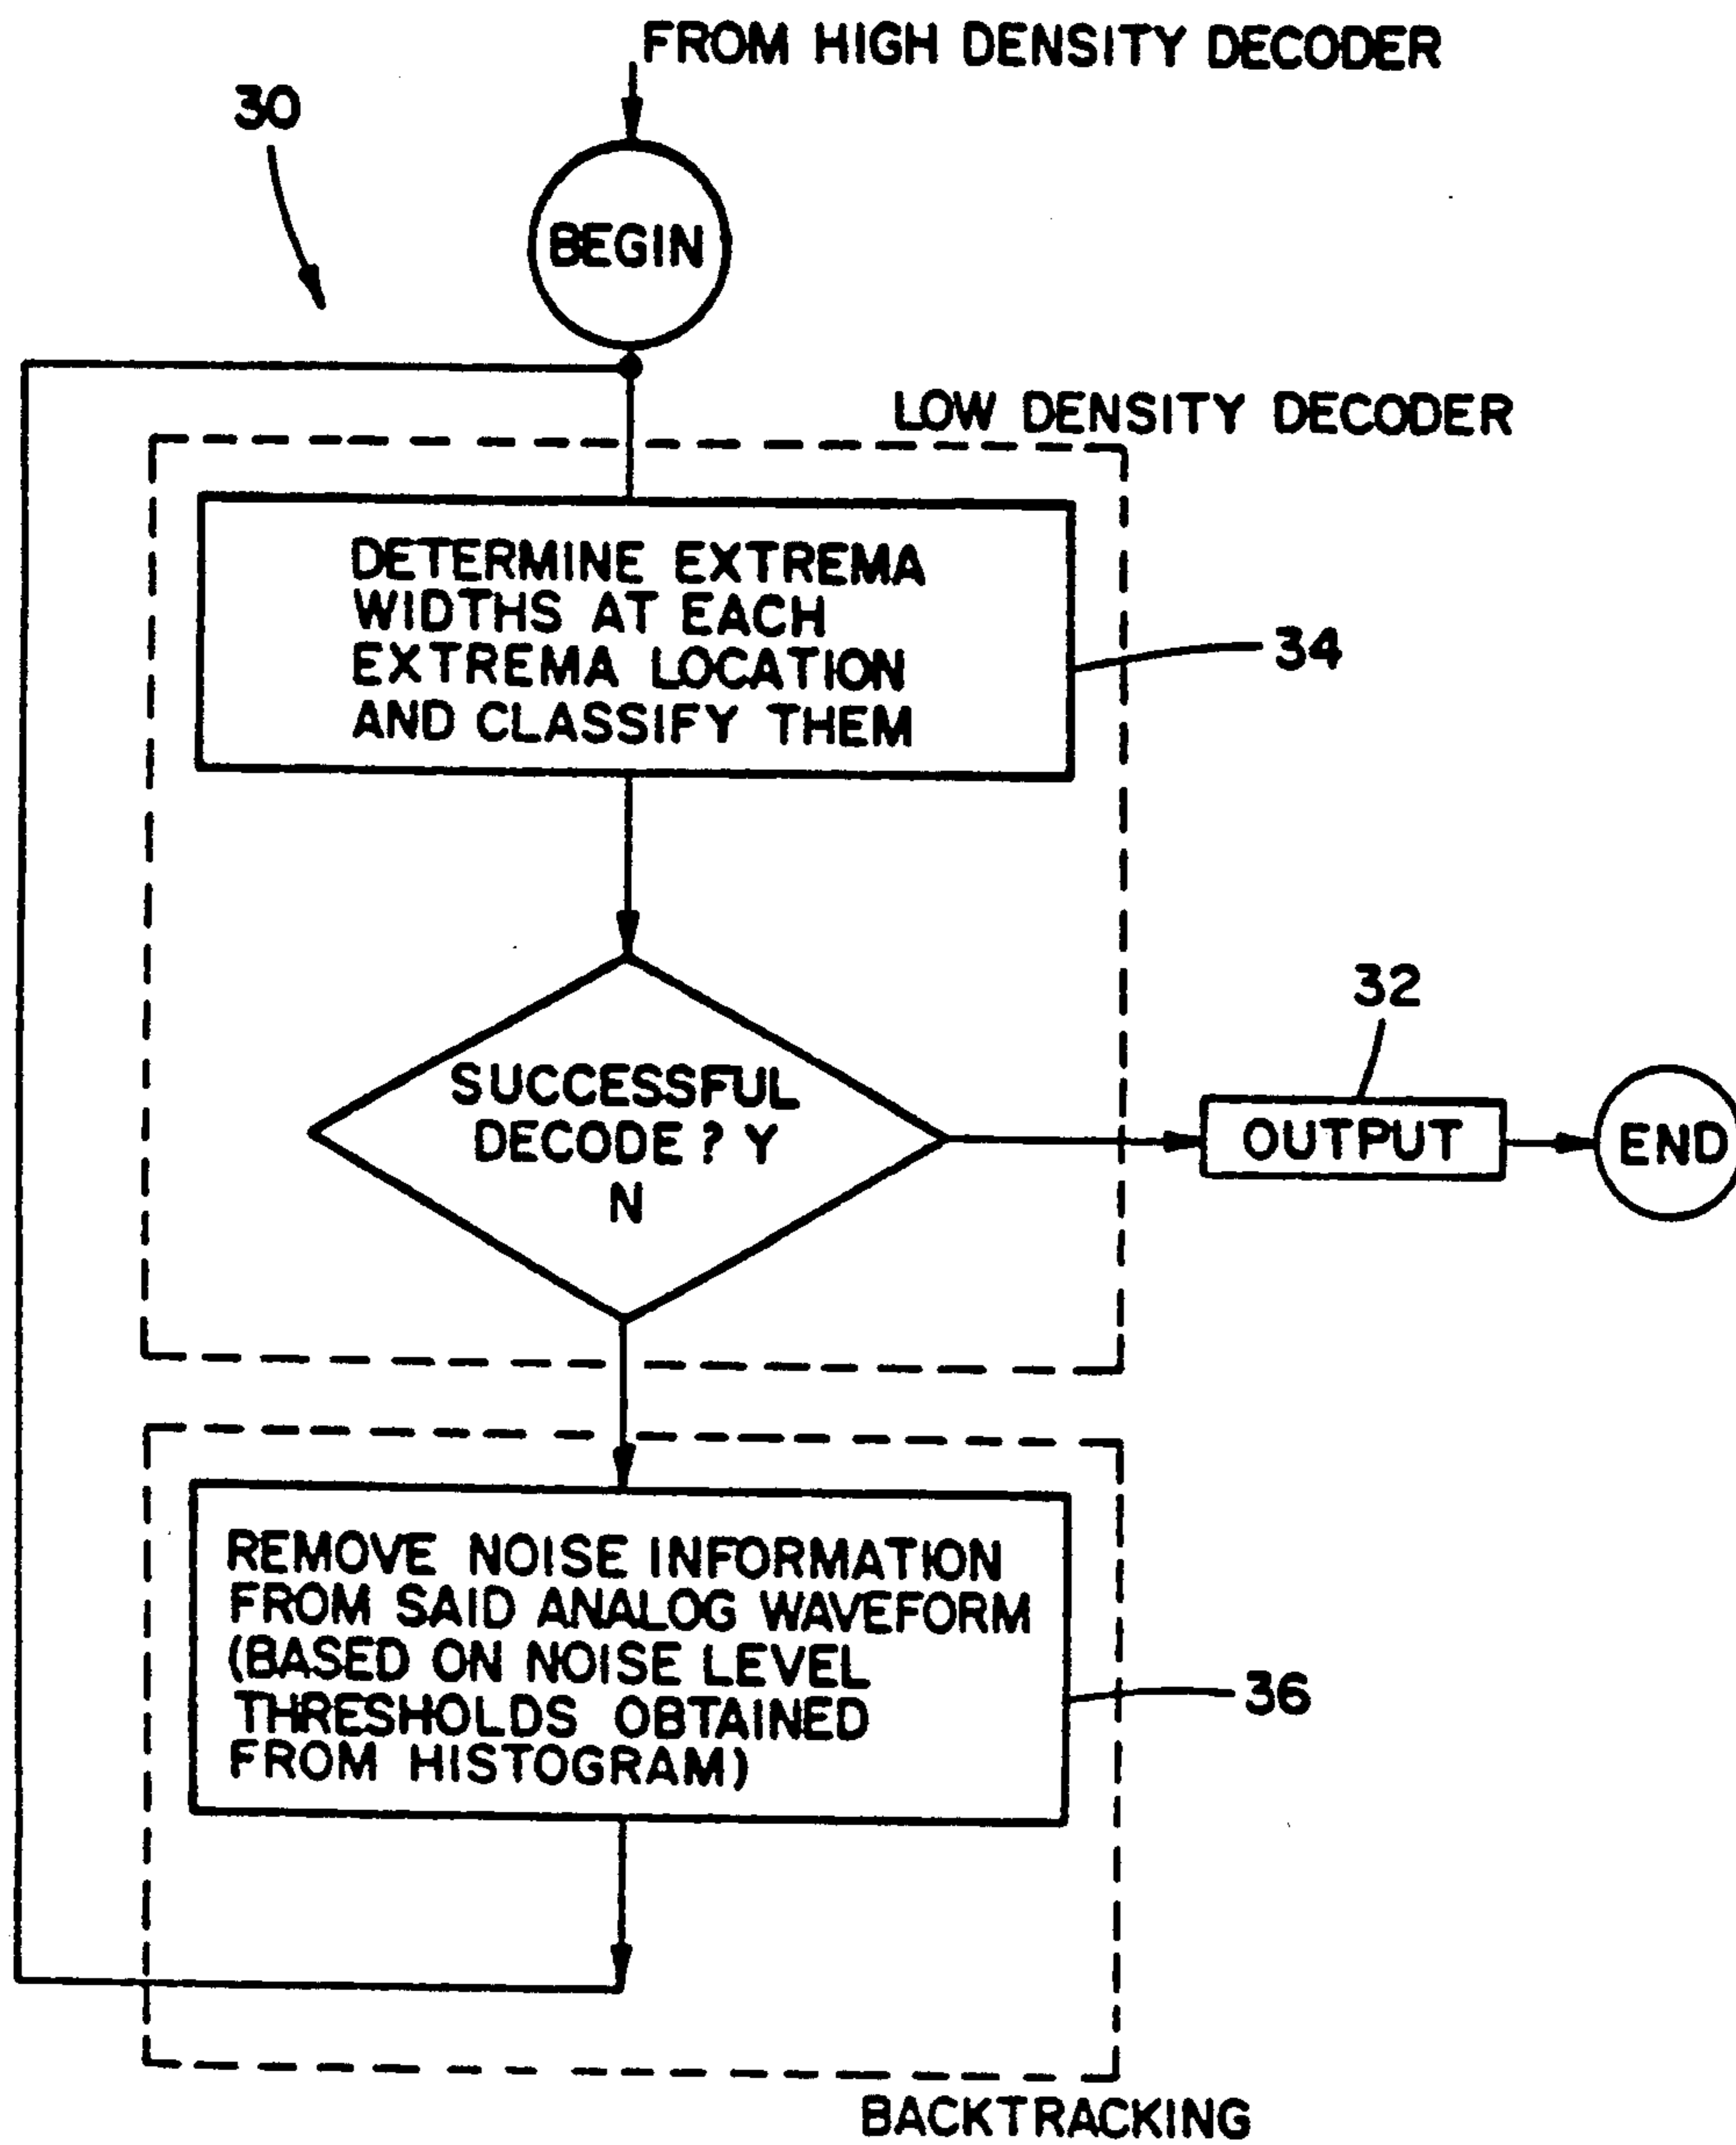 FROM HIGH DENSITY DECODER
30
BEGIN
LOW DENSITY DECODER
DETERMINE EXTREMA
WIDTHS AT EACH
EXTREMA LOCATION
AND CLASSIFY THEM
34
SUCCESSFUL
DECODE? Y
N
32
OUTPUT
END
REMOVE NOISE INFORMATION
FROM SAID ANALOG WAVEFORM
(BASED ON NOISE LEVEL
THRESHOLDS OBTAINED
FROM HISTOGRAM)
36
BACKTRACKING